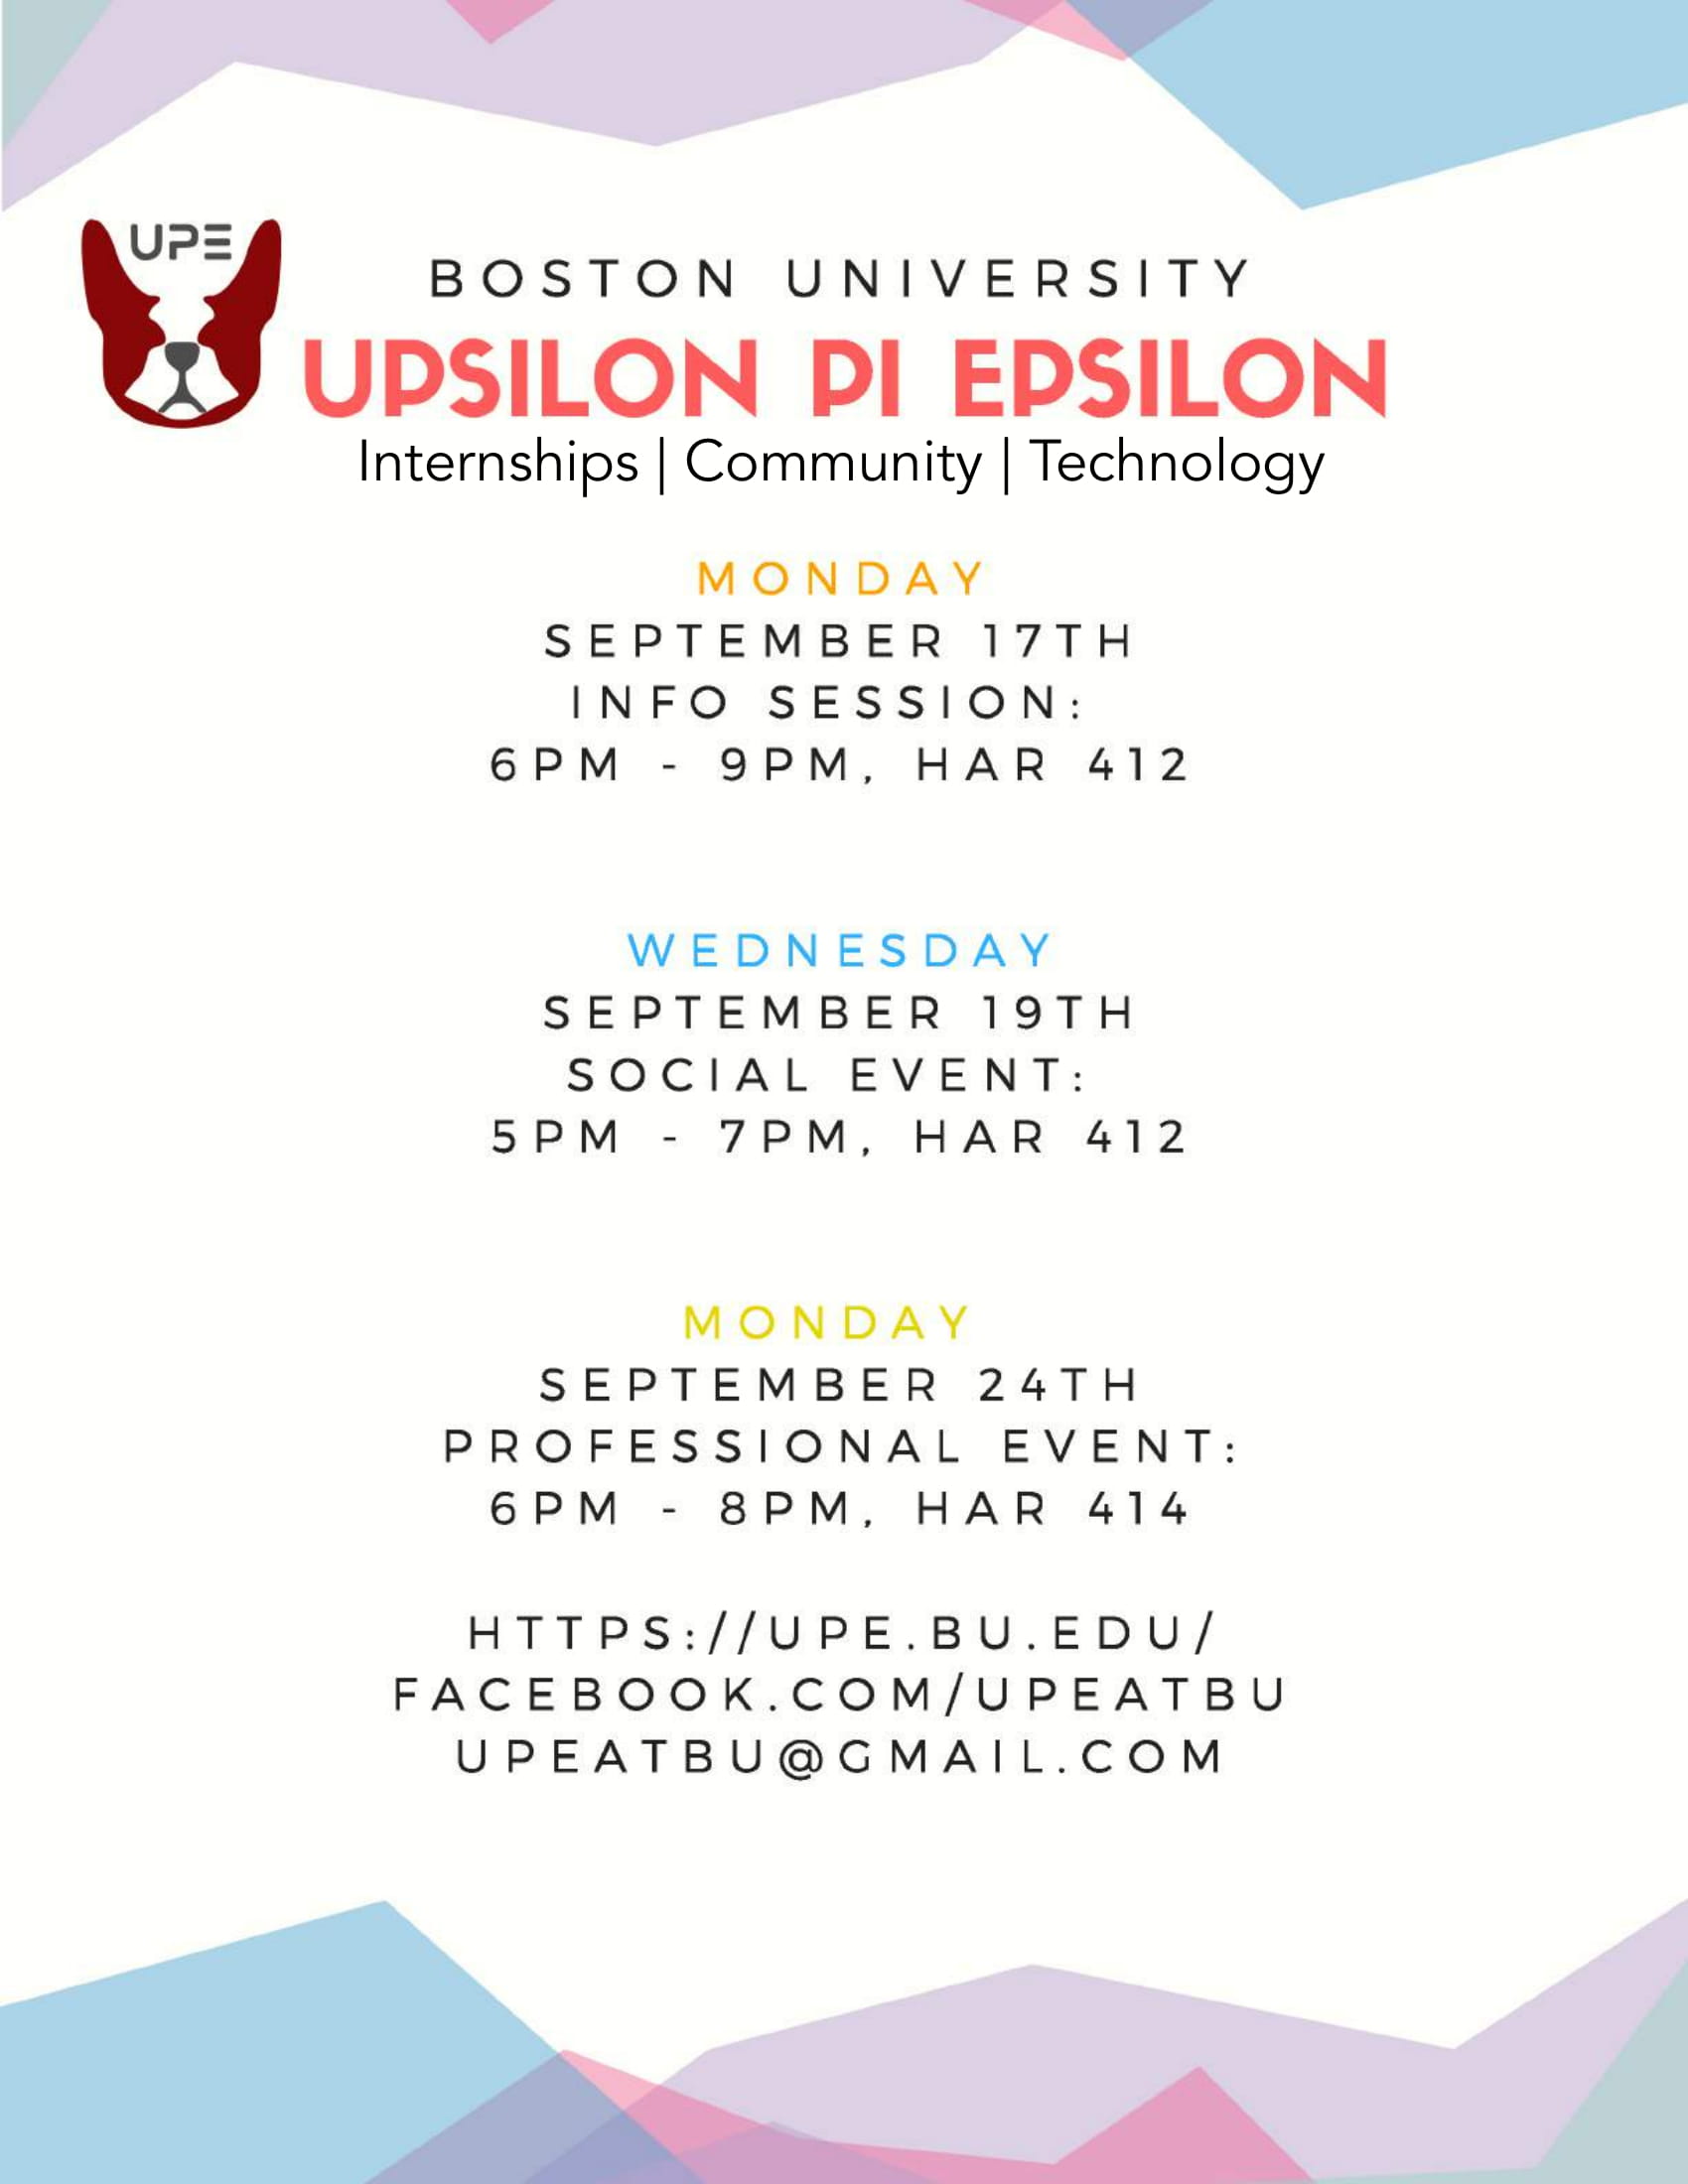 UPE
BOSTON UNIVERSITY
UPSILON PI EPSILON
Internships | Community | Technology
MONDAY
SEPTEMBER 17TH
INFO SESSION:
6PM - 9PM, HAR 412
WEDNESDAY
SEPTEMBER 19TH
SOCIAL EVENT:
5PM - 7PM, HAR 412
MONDAY
SEPTEMBER 24TH
PROFESSIONAL EVENT:
6PM - 8PM, HAR 414
HTTPS://UPE.BU.EDU/
FACEBOOK.COM/UPEATBU
UPEATBU@GMAIL.COM